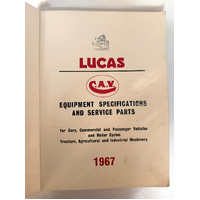 LUCAS
C.A.V.
EQUIPMENT SPECIFICATIONS
AND SERVICE PARTS
for Cars, Commercial and Passenger Vehicles
and Motor Cycles
Tractors, Agricultural and Industrial Machinery
1967